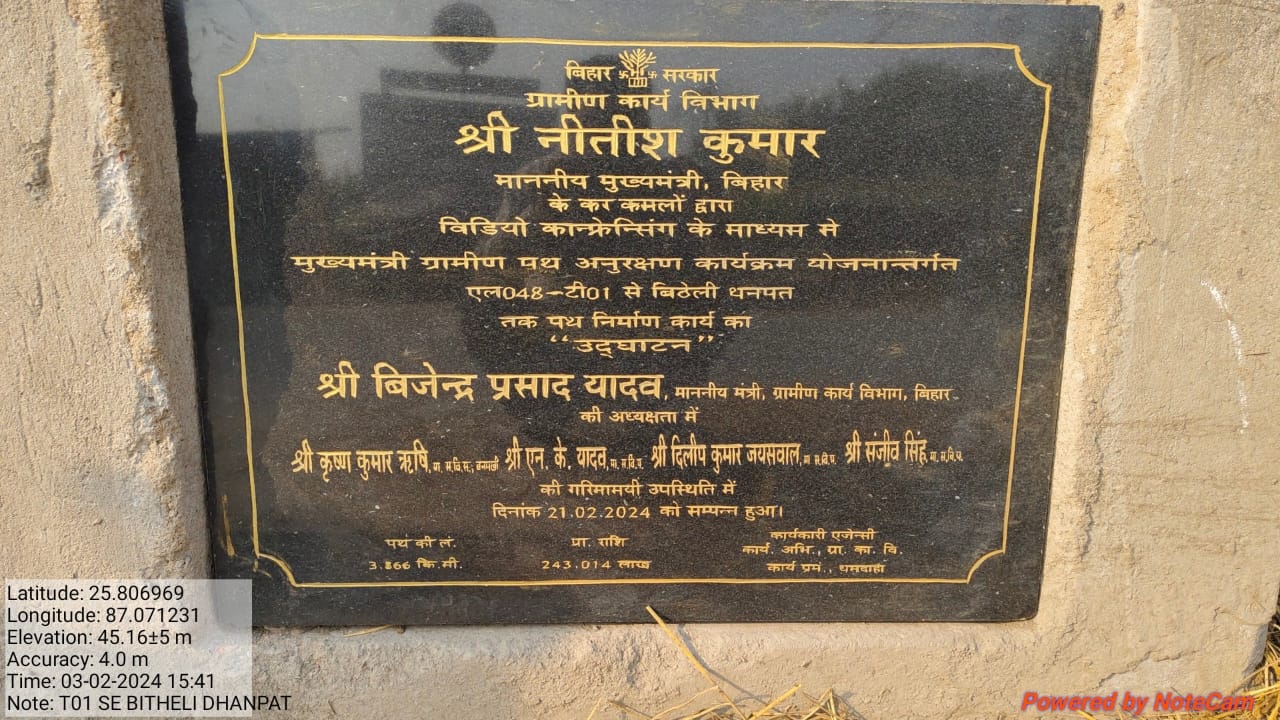 बिहार सरकार
ग्रामीण कार्य विभाग
श्री नीतीश कुमार
माननीय मुख्यमंत्री, बिहार
के कर कमलों द्वारा
विडियो कान्फ्रेन्सिंग के माध्यम से
मुख्यमंत्री ग्रामीण पथ अनुरक्षण कार्यक्रम योजनान्तर्गत
एल048-टी01 से बिठेली धनपत
तक पथ निर्माण कार्य का
“उद्घाटन”
श्री बिजेन्द्र प्रसाद यादव, माननीय मंत्री, ग्रामीण कार्य विभाग, बिहार
की अध्यक्षता में
श्री कृष्ण कुमार ऋषि, मा. स.वि.स., बनमंखी श्री एन. के. यादव, मा. स.वि.प. श्री दिलीप कुमार जयसवाल, मा. स.वि.प. श्री संजीव सिंह, मा. स.वि.प.
की गरिमामयी उपस्थिति में
दिनांक 21.02.2024 को सम्पन्न हुआ।
पथ की लं. प्रा. राशि कार्यकारी एजेन्सी
कार्य. अभि., ग्रा. का. वि.
3.866 कि.मी. 243.014 लाख कार्य प्रम., धमदाहा
Latitude: 25.806969
Longitude: 87.071231
Elevation: 45.16±5 m
Accuracy: 4.0 m
Time: 03-02-2024 15:41
Note: T01 SE BITHELI DHANPAT
Powered by NoteCam